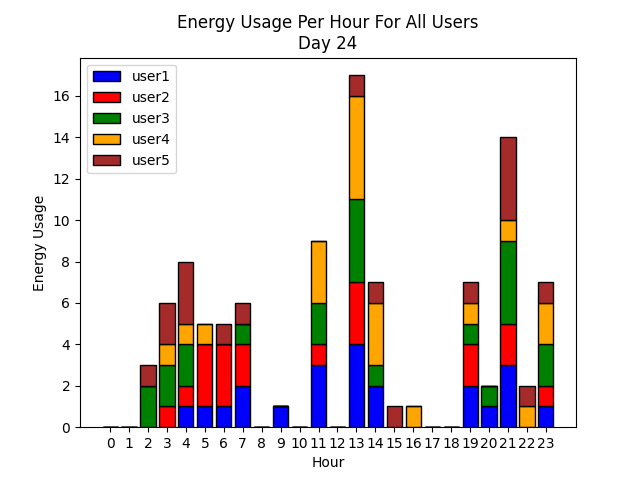 Energy Usage Per Hour For All Users
Day 24
user1
user2
user3
user4
user5
Energy Usage
16
14
12
10
8
6
4
2
0
0 1 2 3 4 5 6 7 8 9 10 11 12 13 14 15 16 17 18 19 20 21 22 23
Hour